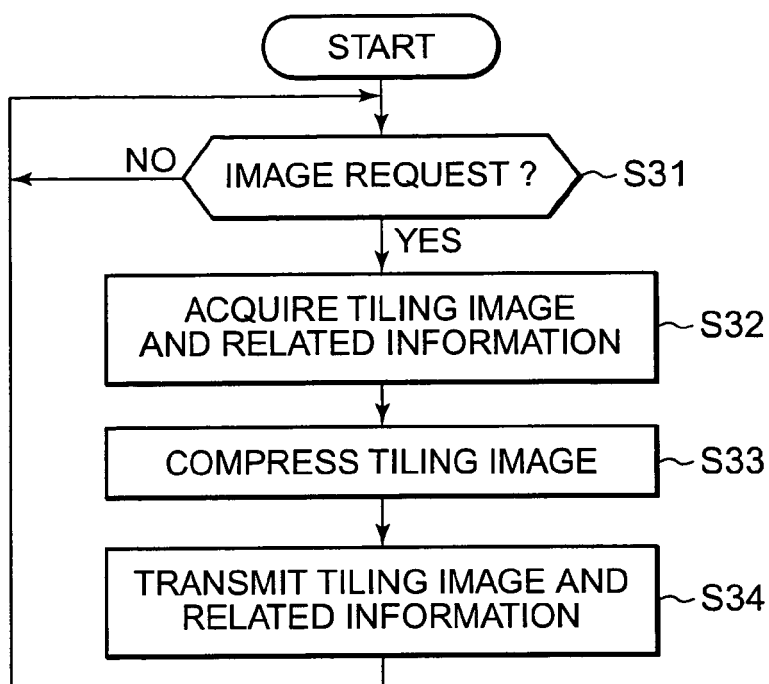 START
NO
IMAGE REQUEST ?
S31
YES
ACQUIRE TILING IMAGE
AND RELATED INFORMATION
S32
COMPRESS TILING IMAGE
S33
TRANSMIT TILING IMAGE AND
RELATED INFORMATION
S34